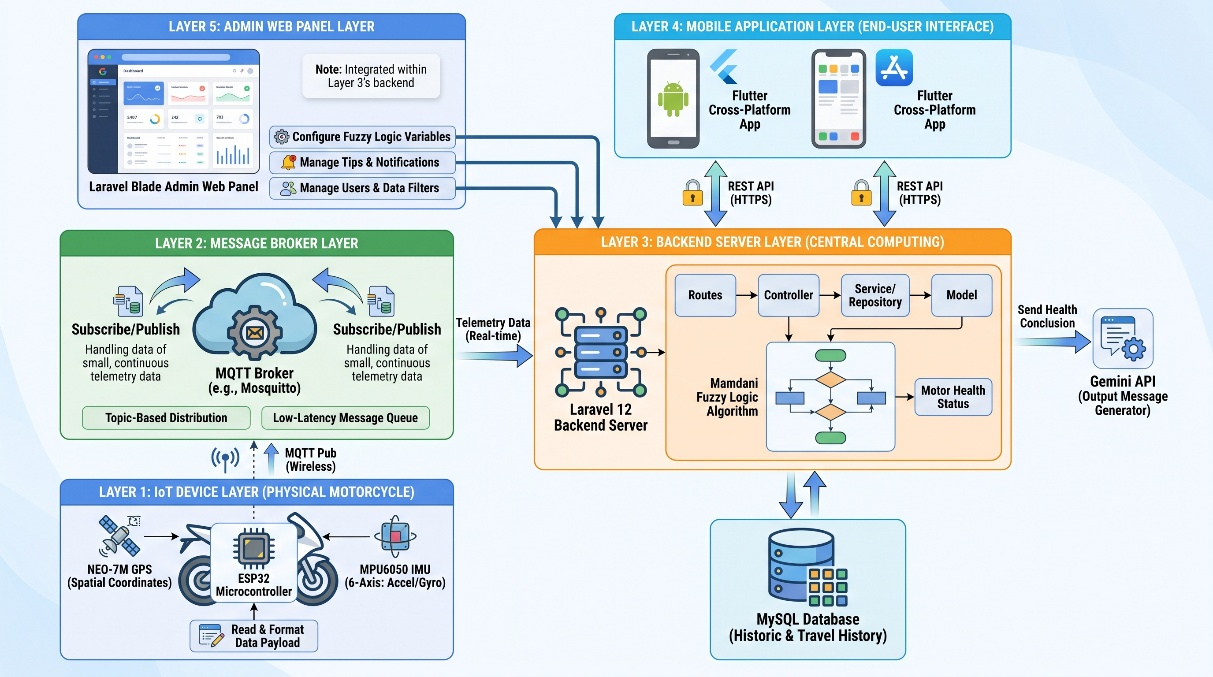 LAYER 5: ADMIN WEB PANEL LAYER
Dashboard
Note: Integrated within
Layer 3's backend
Configure Fuzzy Logic Variables
Manage Tips & Notifications
Manage Users & Data Filters
Laravel Blade Admin Web Panel
LAYER 4: MOBILE APPLICATION LAYER (END-USER INTERFACE)
Flutter
Cross-Platform
App
Flutter
Cross-Platform
App
REST API
(HTTPS)
REST API
(HTTPS)
LAYER 2: MESSAGE BROKER LAYER
Subscribe/Publish
Handling data of
small, continuous
telemetry data
MQTT Broker
(e.g., Mosquitto)
Subscribe/Publish
Handling data of
small, continuous
telemetry data
Topic-Based Distribution
Low-Latency Message Queue
Telemetry Data
(Real-time)
LAYER 3: BACKEND SERVER LAYER (CENTRAL COMPUTING)
Routes
Controller
Service/
Repository
Model
Laravel 12
Backend Server
Mamdani
Fuzzy Logic
Algorithm
Motor Health
Status
Send Health
Conclusion
Gemini API
(Output Message
Generator)
MQTT Pub
(Wireless)
LAYER 1: IoT DEVICE LAYER (PHYSICAL MOTORCYCLE)
NEO-7M GPS
(Spatial Coordinates)
ESP32
Microcontroller
MPU6050 IMU
(6-Axis: Accel/Gyro)
Read & Format
Data Payload
MySQL Database
(Historic & Travel History)